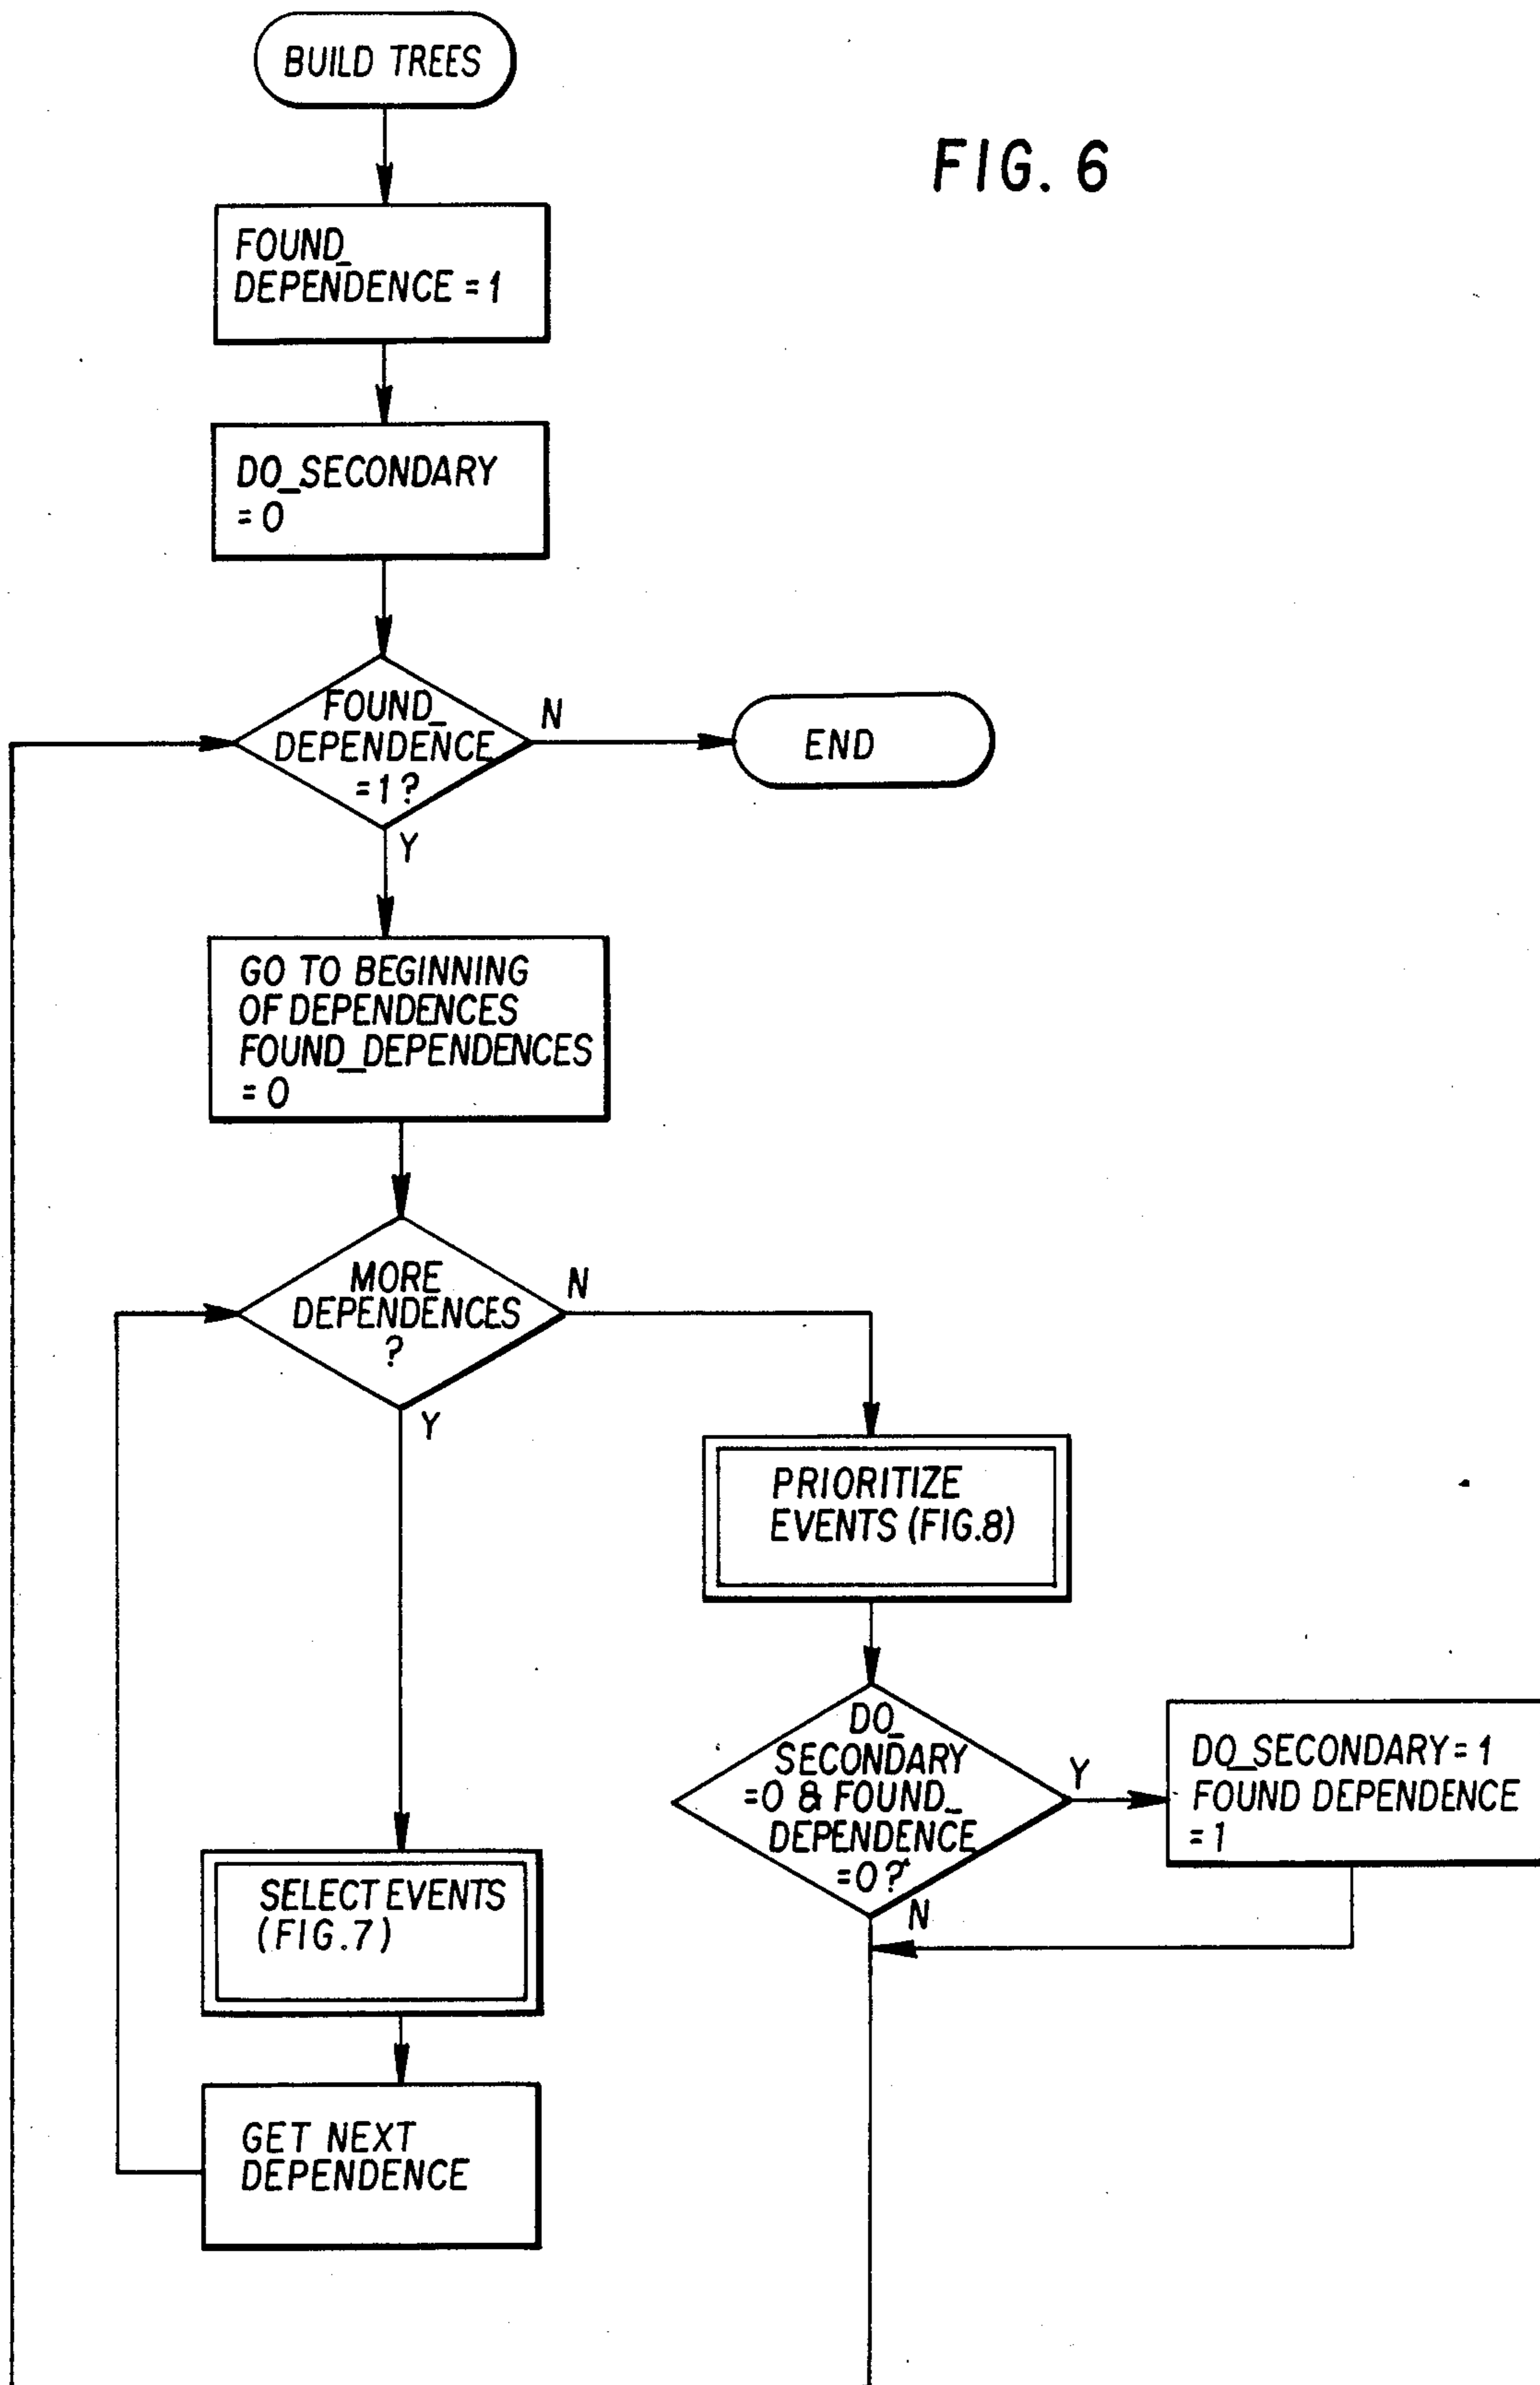 BUILD TREES
FIG. 6
FOUND_
DEPENDENCE = 1
DO_SECONDARY
= 0
FOUND_
DEPENDENCE
= 1 ?
N
END
Y
GO TO BEGINNING
OF DEPENDENCES
FOUND_DEPENDENCES
= 0
MORE
DEPENDENCES
?
N
Y
PRIORITIZE
EVENTS (FIG.8)
DO_
SECONDARY
=0 & FOUND_
DEPENDENCE
=0?
Y
DO_SECONDARY = 1
FOUND DEPENDENCE
= 1
N
SELECT EVENTS
(FIG.7)
GET NEXT
DEPENDENCE